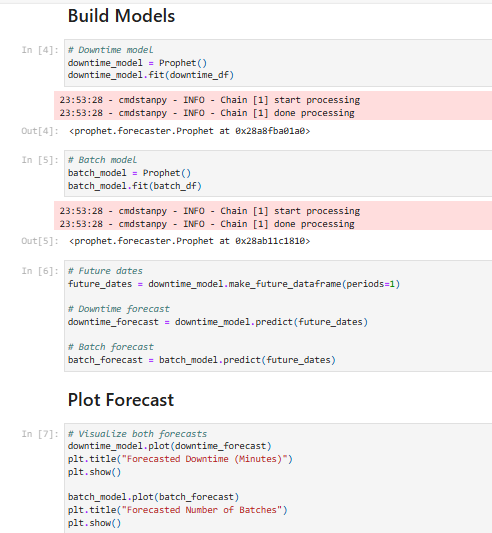 Build Models
In [4]: # Downtime model
downtime_model = Prophet()
downtime_model.fit(downtime_df)
23:53:28 - cmdstanpy - INFO - Chain [1] start processing
23:53:28 - cmdstanpy - INFO - Chain [1] done processing
Out[4]: <prophet.forecaster.Prophet at 0x28a8fba01a0>
In [5]: # Batch model
batch_model = Prophet()
batch_model.fit(batch_df)
23:53:28 - cmdstanpy - INFO - Chain [1] start processing
23:53:28 - cmdstanpy - INFO - Chain [1] done processing
Out[5]: <prophet.forecaster.Prophet at 0x28ab11c1810>
In [6]: # Future dates
future_dates = downtime_model.make_future_dataframe(periods=1)
# Downtime forecast
downtime_forecast = downtime_model.predict(future_dates)
# Batch forecast
batch_forecast = batch_model.predict(future_dates)
Plot Forecast
In [7]: # Visualize both forecasts
downtime_model.plot(downtime_forecast)
plt.title("Forecasted Downtime (Minutes)")
plt.show()
batch_model.plot(batch_forecast)
plt.title("Forecasted Number of Batches")
plt.show()